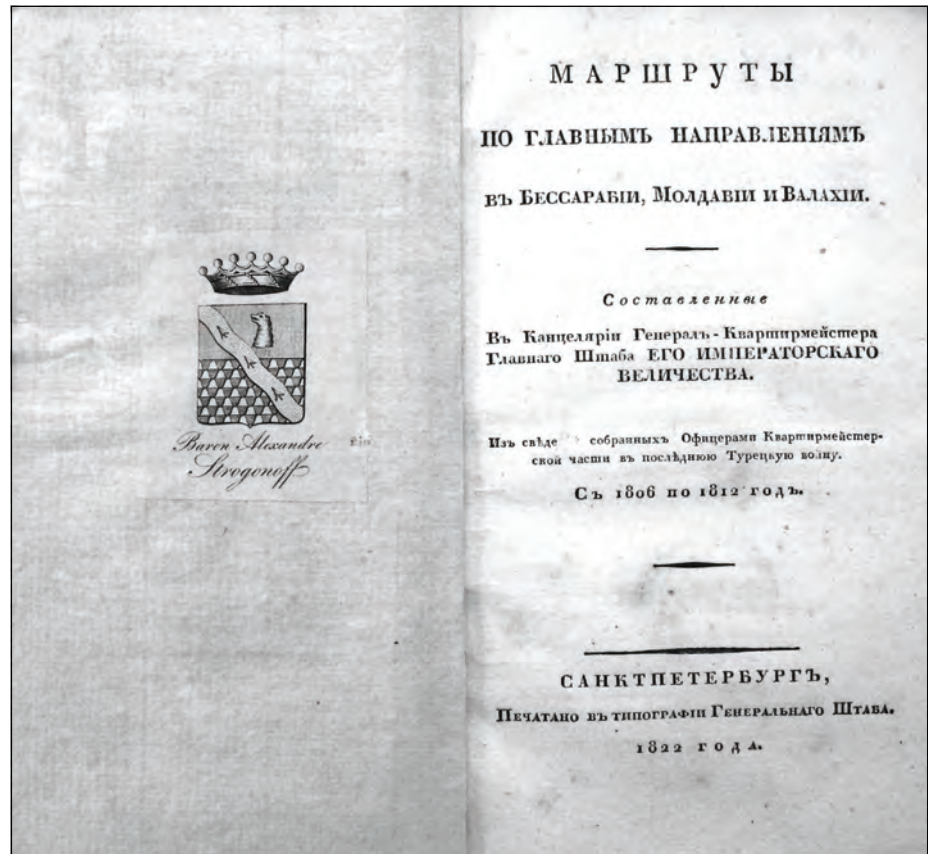 Baron Alexandre
Strogonoff
МАРШРУТЫ
ПО ГЛАВНЫМЪ НАПРАВЛЕНІЯМЪ
въ Бессарабіи, Молдавіи и Валахіи.
Составленные
Въ Канцеляріи Генералъ-Квартирмейстера
Главнаго Штаба ЕГО ИМПЕРАТОРСКАГО
ВЕЛИЧЕСТВА.
Изъ свѣде собранныхъ Офицерами Квартирмейстер-
ской части въ послѣднюю Турецкую войну.
Съ 1806 по 1812 годъ.
САНКТПЕТЕРБУРГЪ,
Печатано въ типографіи Генеральнаго Штаба.
1822 года.